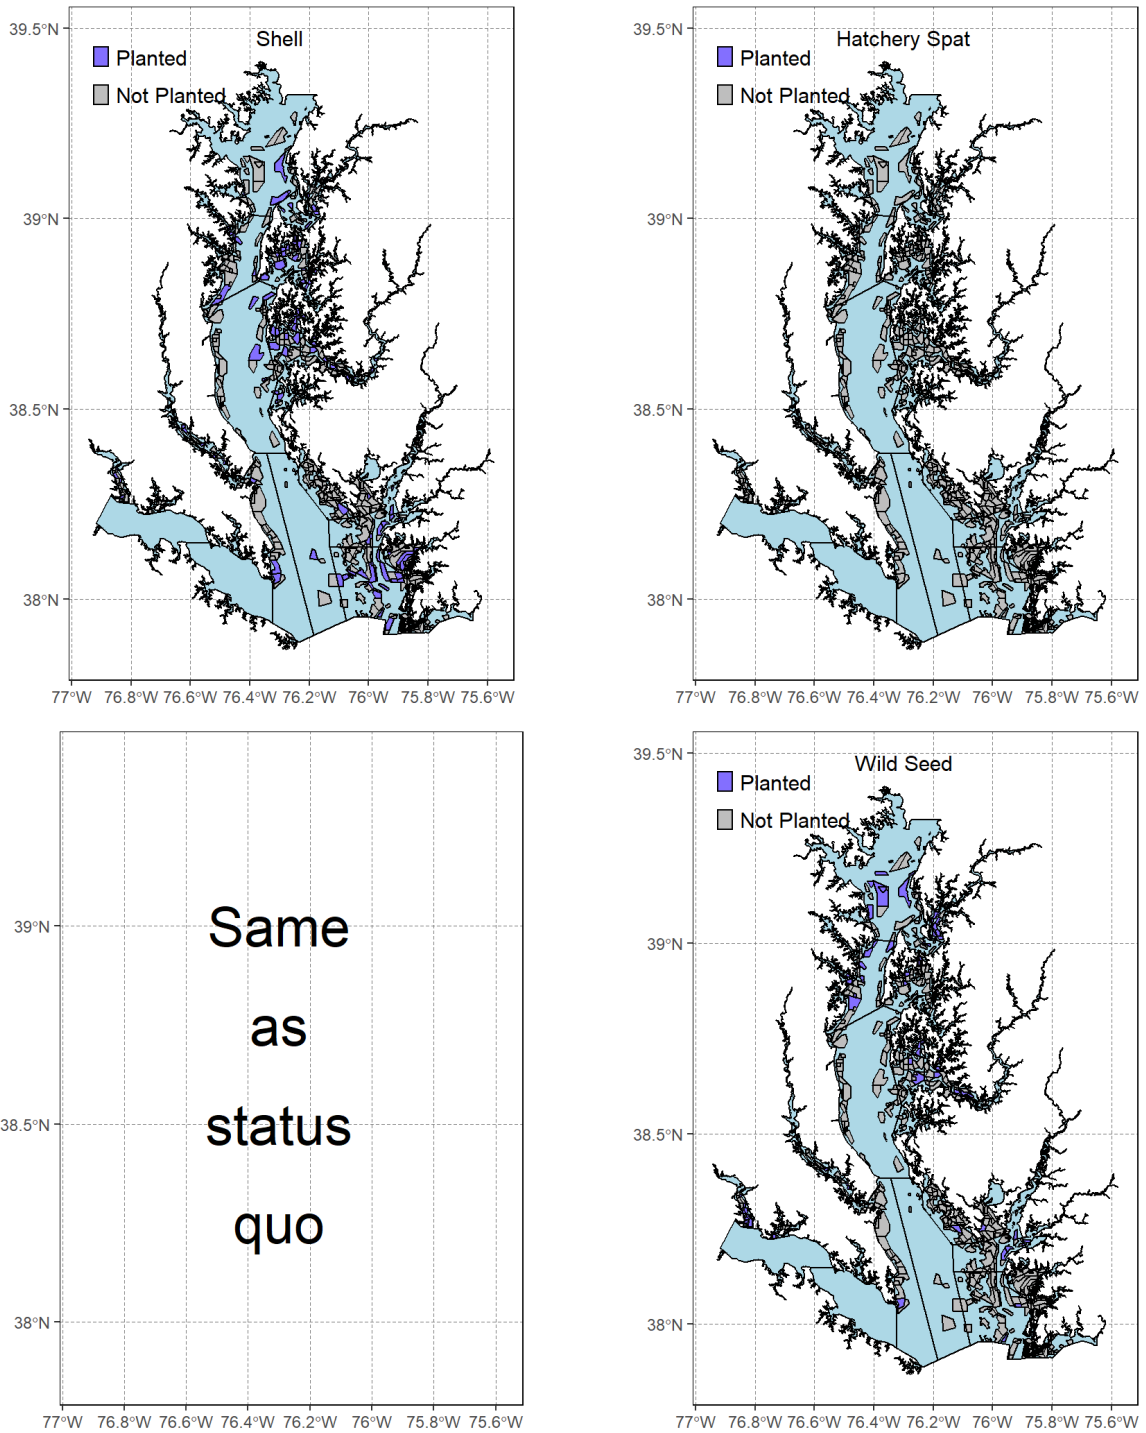 Shell
Planted
Not Planted
39.5°N
39°N
38.5°N
38°N
77°W 76.8°W 76.6°W 76.4°W 76.2°W 76°W 75.8°W 75.6°W
Hatchery Spat
Planted
Not Planted
39.5°N
39°N
38.5°N
38°N
77°W 76.8°W 76.6°W 76.4°W 76.2°W 76°W 75.8°W 75.6°W
Same
as
status
quo
39°N
38.5°N
38°N
77°W 76.8°W 76.6°W 76.4°W 76.2°W 76°W 75.8°W 75.6°W
Wild Seed
Planted
Not Planted
39.5°N
39°N
38.5°N
38°N
77°W 76.8°W 76.6°W 76.4°W 76.2°W 76°W 75.8°W 75.6°W